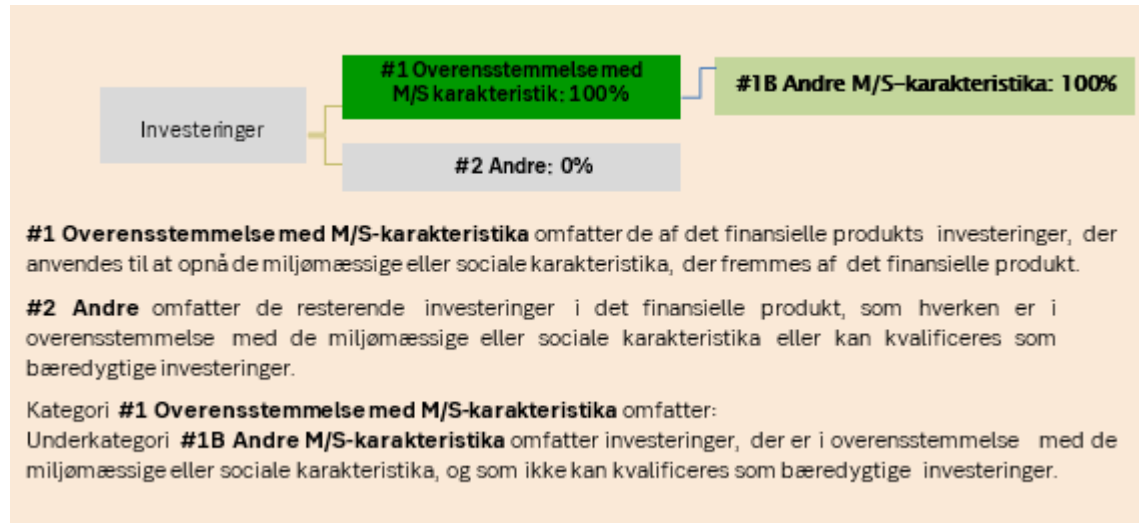 #1 Overensstemmelse med
M/S karakteristik: 100%
#1B Andre M/S-karakteristika: 100%
Investeringer
#2 Andre: 0%
#1 Overensstemmelse med M/S-karakteristika omfatter de af det finansielle produkts investeringer, der
anvendes til at opnå de miljømæssige eller sociale karakteristika, der fremmes af det finansielle produkt.
#2 Andre omfatter de resterende investeringer i det finansielle produkt, som hverken er i
overensstemmelse med de miljømæssige eller sociale karakteristika eller kan kvalificeres som
bæredygtige investeringer.
Kategori #1 Overensstemmelse med M/S-karakteristika omfatter:
Underkategori #1B Andre M/S-karakteristika omfatter investeringer, der er i overensstemmelse med de
miljømæssige eller sociale karakteristika, og som ikke kan kvalificeres som bæredygtige investeringer.